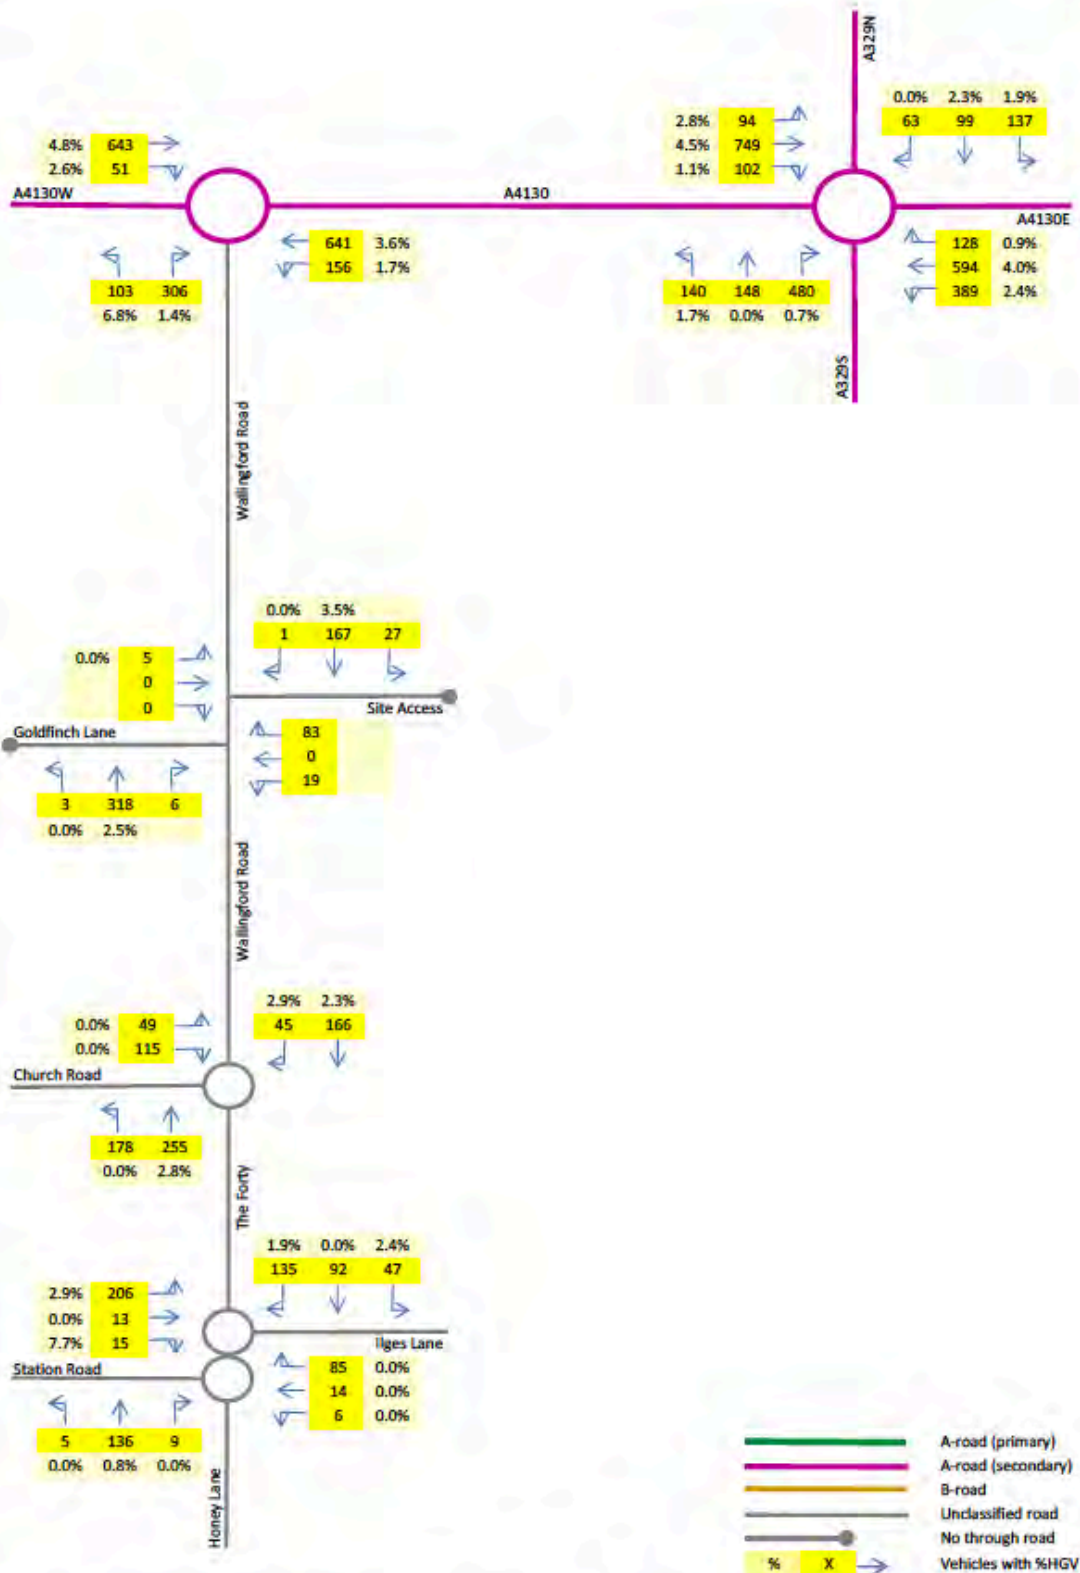 A329N
0.0% 2.3% 1.9%
63 99 137
2.8% 94
4.5% 749
1.1% 102
4.8% 643
2.6% 51
A4130W
A4130
A4130E
641 3.6%
156 1.7%
103 306
6.8% 1.4%
128 0.9%
594 4.0%
389 2.4%
140 148 480
1.7% 0.0% 0.7%
A329S
Wallingford Road
0.0% 3.5%
1 167 27
0.0% 5
0
0
Site Access
Goldfinch Lane
83
0
19
3 318 6
0.0% 2.5%
Wallingford Road
2.9% 2.3%
45 166
0.0% 49
0.0% 115
Church Road
178 255
0.0% 2.8%
The Forty
1.9% 0.0% 2.4%
135 92 47
2.9% 206
0.0% 13
7.7% 15
Ilges Lane
Station Road
85 0.0%
14 0.0%
6 0.0%
5 136 9
0.0% 0.8% 0.0%
Honey Lane
A-road (primary)
A-road (secondary)
B-road
Unclassified road
No through road
% X Vehicles with %HGV